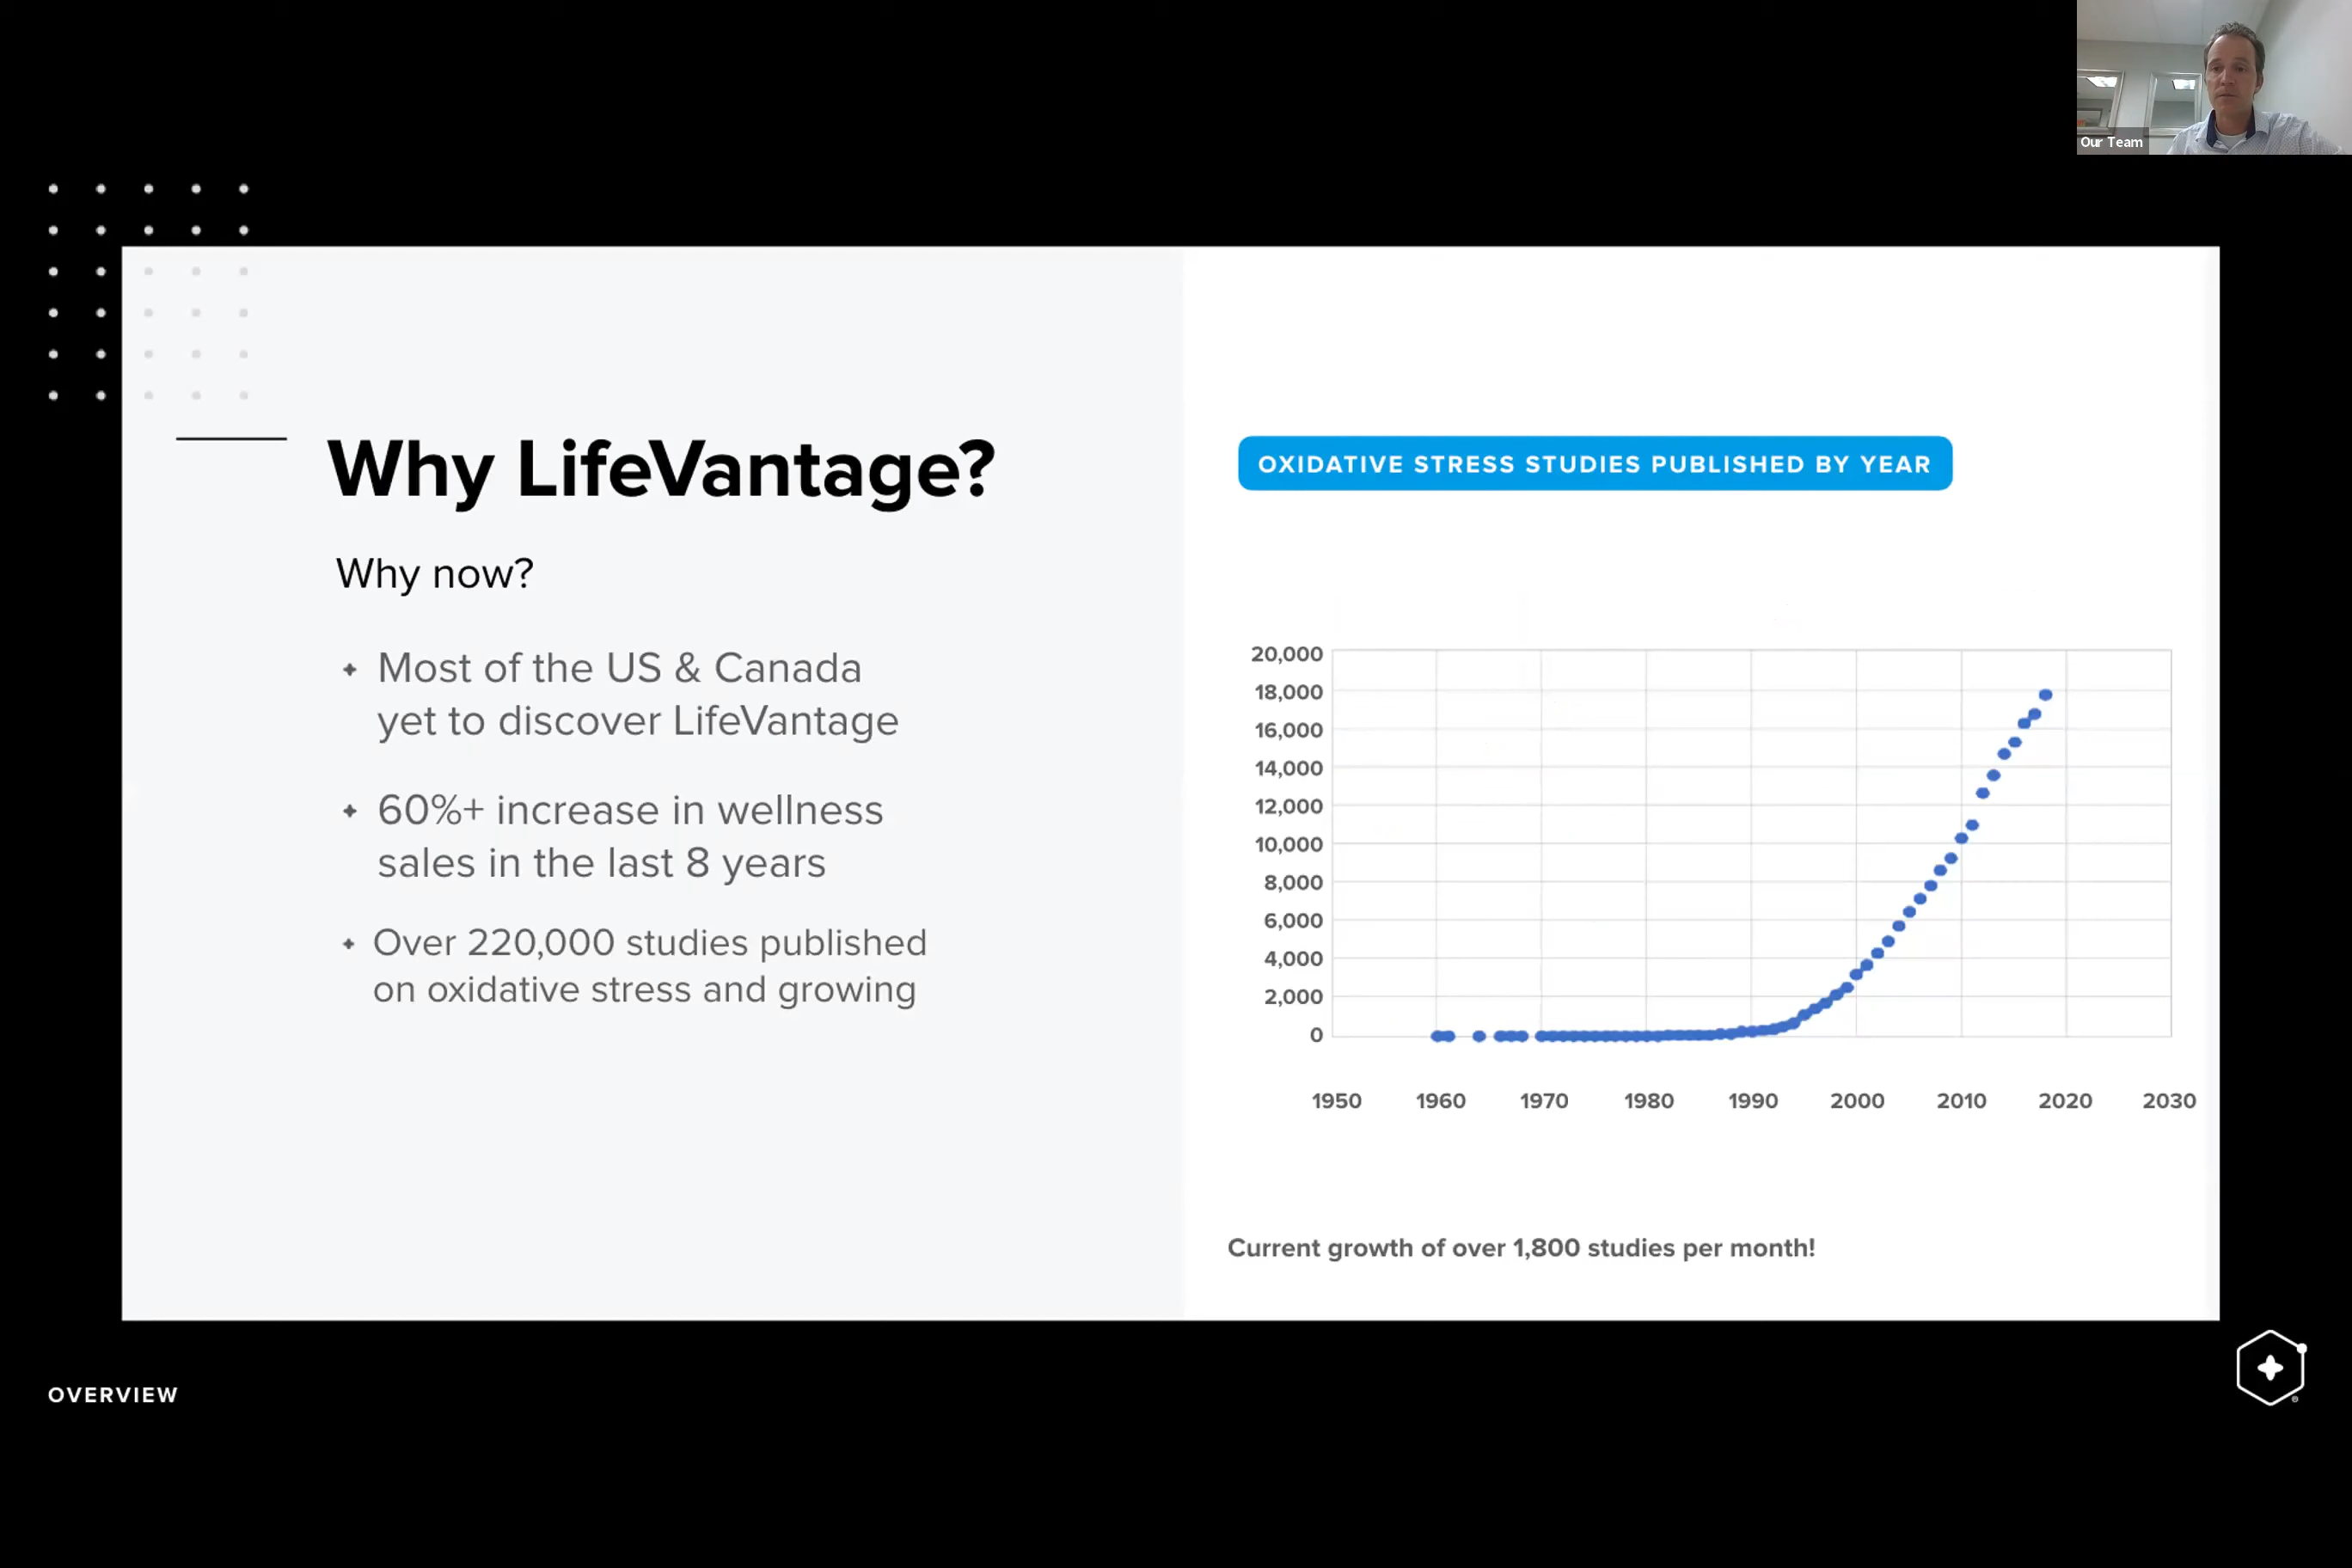 Our Team
Why LifeVantage?
Why now?
Most of the US & Canada
yet to discover LifeVantage
60%+ increase in wellness
sales in the last 8 years
Over 220,000 studies published
on oxidative stress and growing
OXIDATIVE STRESS STUDIES PUBLISHED BY YEAR
20,000
18,000
16,000
14,000
12,000
10,000
8,000
6,000
4,000
2,000
0
1950 1960 1970 1980 1990 2000 2010 2020 2030
Current growth of over 1,800 studies per month!
OVERVIEW
®